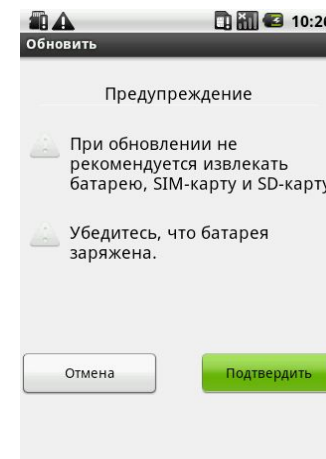 10:26
Обновить
Предупреждение
При обновлении не
рекомендуется извлекать
батарею, SIM-карту и SD-карту
Убедитесь, что батарея
заряжена.
Отмена
Подтвердить